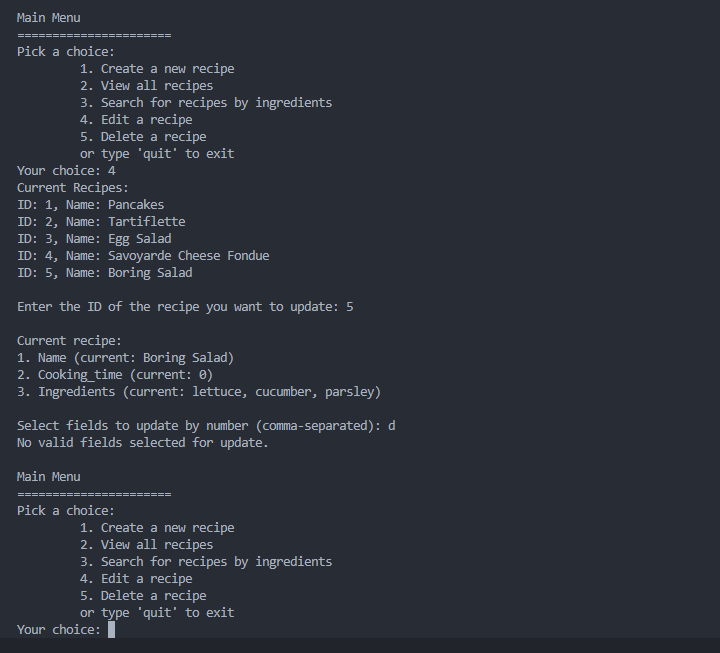 Main Menu
======================
Pick a choice:
1. Create a new recipe
2. View all recipes
3. Search for recipes by ingredients
4. Edit a recipe
5. Delete a recipe
or type 'quit' to exit
Your choice: 4
Current Recipes:
ID: 1, Name: Pancakes
ID: 2, Name: Tartiflette
ID: 3, Name: Egg Salad
ID: 4, Name: Savoyarde Cheese Fondue
ID: 5, Name: Boring Salad
Enter the ID of the recipe you want to update: 5
Current recipe:
1. Name (current: Boring Salad)
2. Cooking_time (current: 0)
3. Ingredients (current: lettuce, cucumber, parsley)
Select fields to update by number (comma-separated): d
No valid fields selected for update.
Main Menu
======================
Pick a choice:
1. Create a new recipe
2. View all recipes
3. Search for recipes by ingredients
4. Edit a recipe
5. Delete a recipe
or type 'quit' to exit
Your choice: